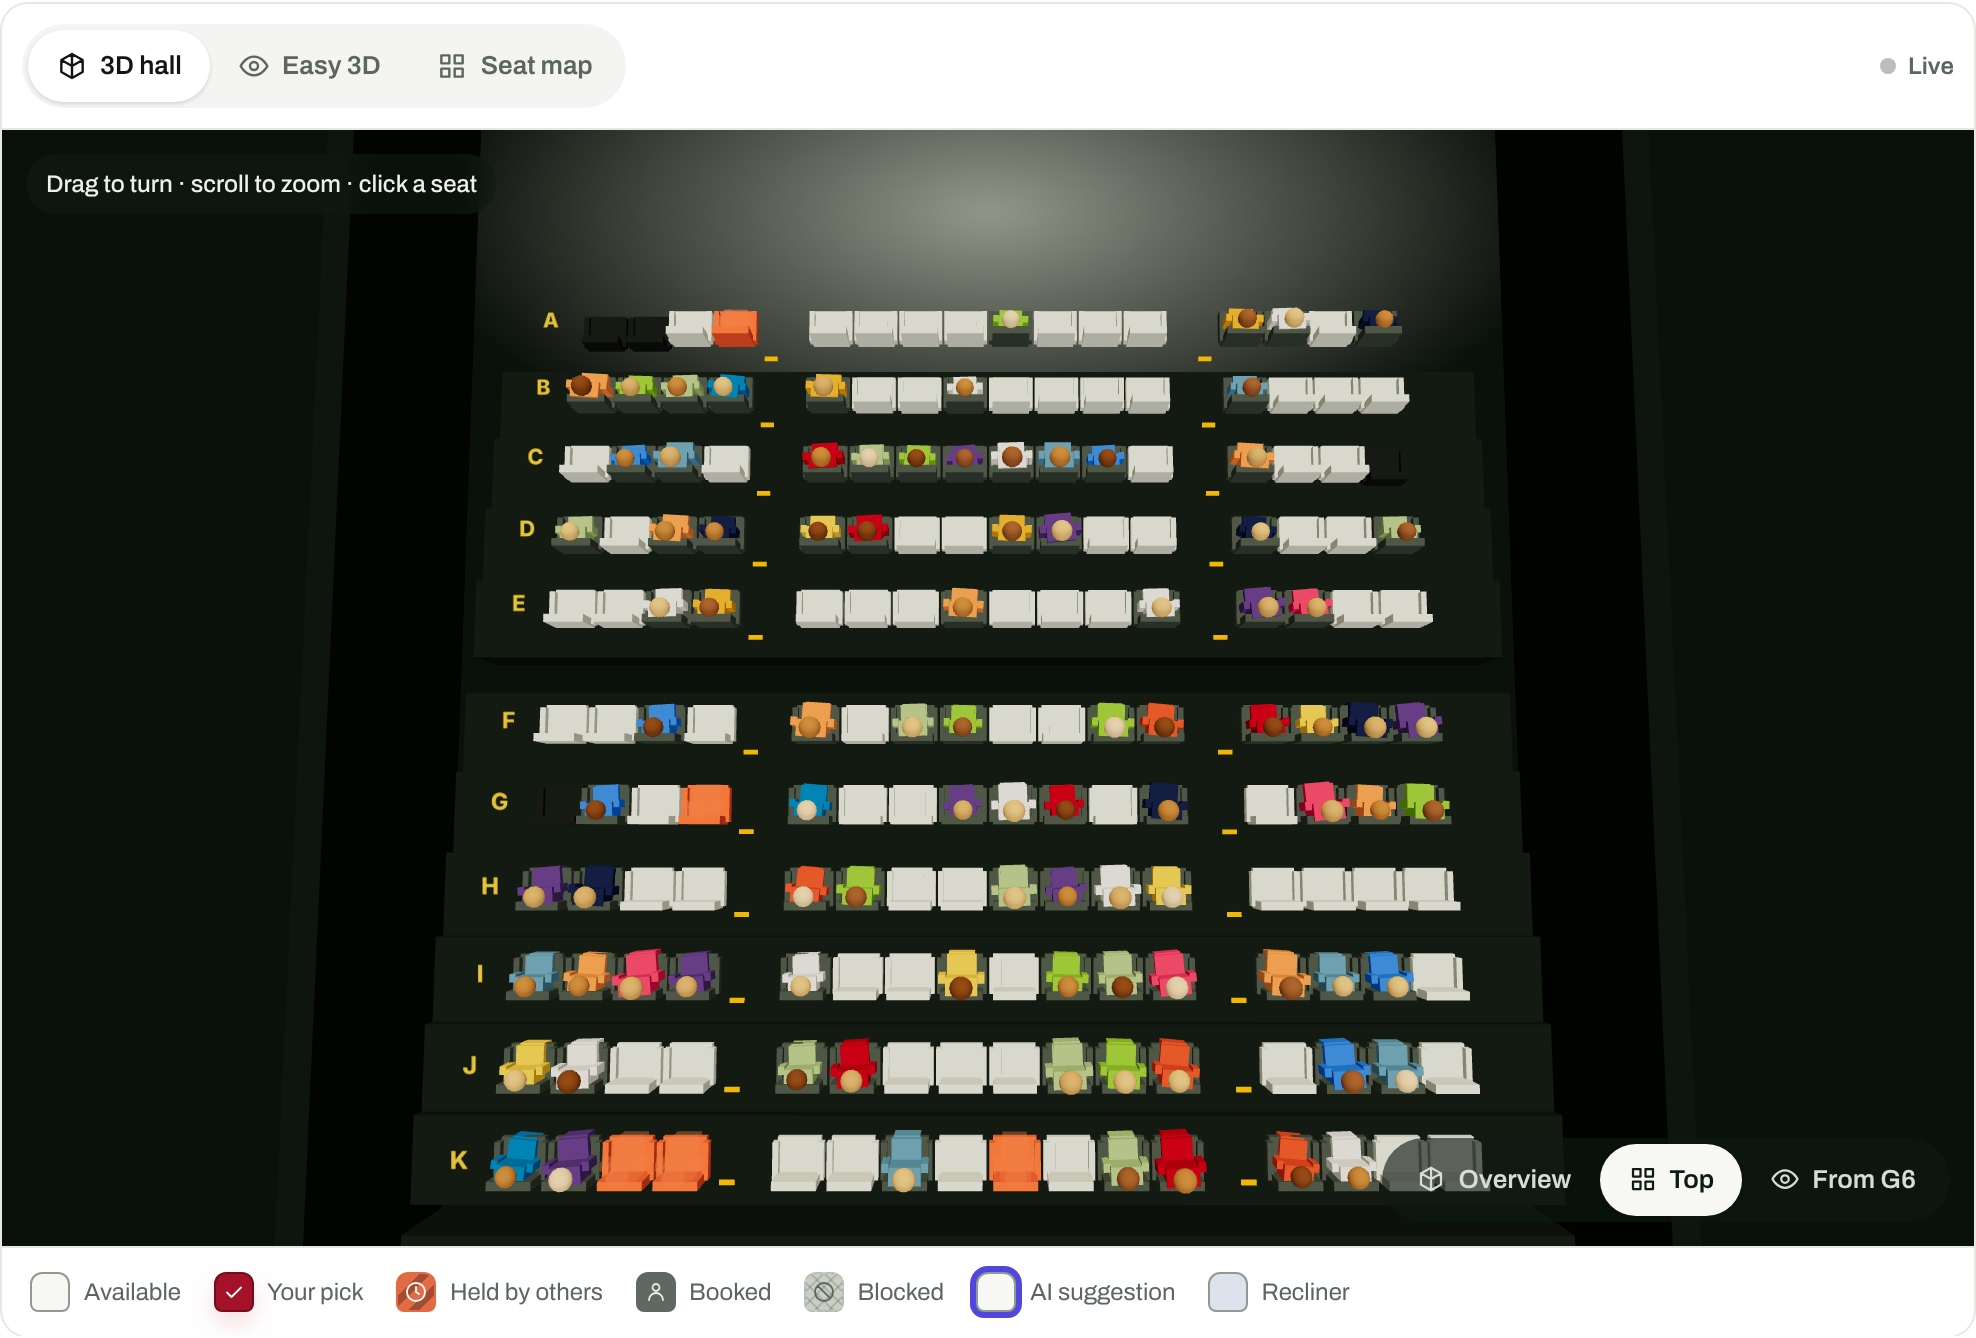 3D hall
Easy 3D
Seat map
Live
Drag to turn · scroll to zoom · click a seat
A
B
C
D
E
F
G
H
I
J
K
Overview
Top
From G6
Available
Your pick
Held by others
Booked
Blocked
AI suggestion
Recliner